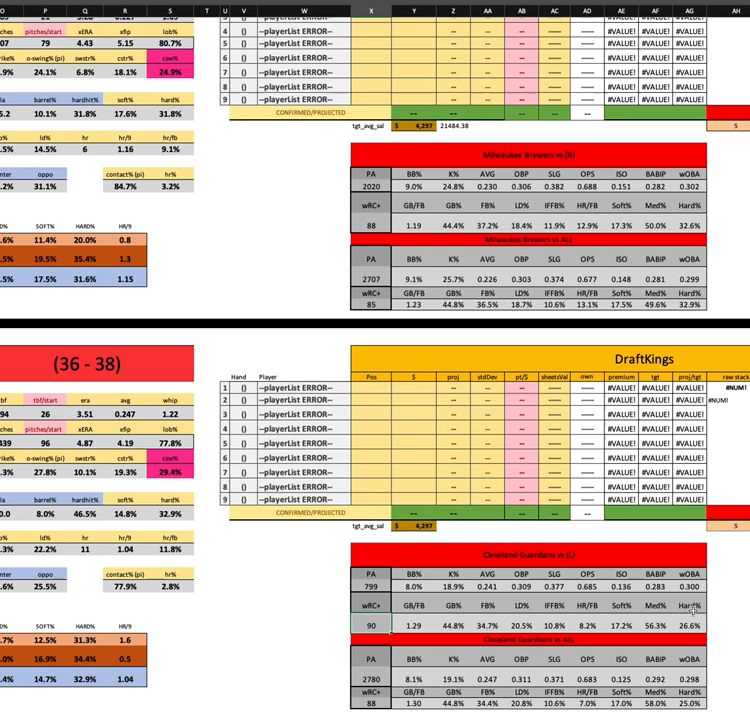 O P Q R S T U V W X Y Z AA AB AC AD AE AF AG AH
ches pitches/start xERA xfip lob%
07 79 4.43 5.15 80.7%
rike% o-swing% (pi) swstr% cstr% csw%
.9% 24.1% 6.8% 18.1% 24.9%
la barrel% hardhit% soft% hard%
5.2 10.1% 31.8% 17.6% 31.8%
o% ld% hr hr/9 hr/fb
.5% 14.5% 6 1.16 9.1%
nter oppo contact% (pi) hr%
.2% 31.1% 84.7% 3.2%
D% SOFT% HARD% HR/9
.6% 11.4% 20.0% 0.8
.5% 19.5% 35.4% 1.3
.5% 17.5% 31.6% 1.15
4 () --playerList ERROR-- -- -- -- -- ----- ----- #VALUE! #VALUE! #VALUE!
5 () --playerList ERROR-- -- -- -- -- ----- ----- #VALUE! #VALUE! #VALUE!
6 () --playerList ERROR-- -- -- -- -- ----- ----- #VALUE! #VALUE! #VALUE!
7 () --playerList ERROR-- -- -- -- -- ----- ----- #VALUE! #VALUE! #VALUE!
8 () --playerList ERROR-- -- -- -- -- ----- ----- #VALUE! #VALUE! #VALUE!
9 () --playerList ERROR-- -- -- -- -- ----- ----- #VALUE! #VALUE! #VALUE!
CONFIRMED/PROJECTED -- -- -- -- --
tgt_avg_sal $ 4,297 21484.38 5
Milwaukee Brewers vs (R)
PA BB% K% AVG OBP SLG OPS ISO BABIP wOBA
2020 9.0% 24.8% 0.230 0.306 0.382 0.688 0.151 0.282 0.302
wRC+ GB/FB GB% FB% LD% IFFB% HR/FB Soft% Med% Hard%
88 1.19 44.4% 37.2% 18.4% 11.9% 12.9% 17.3% 50.0% 32.6%
Milwaukee Brewers vs ALL
PA BB% K% AVG OBP SLG OPS ISO BABIP wOBA
2707 9.1% 25.7% 0.226 0.303 0.374 0.677 0.148 0.281 0.299
wRC+ GB/FB GB% FB% LD% IFFB% HR/FB Soft% Med% Hard%
85 1.23 44.8% 36.5% 18.7% 10.6% 13.1% 17.5% 49.6% 32.9%
(36 - 38)
bf tbf/start era avg whip
94 26 3.51 0.247 1.22
ches pitches/start xERA xfip lob%
439 96 4.87 4.19 77.8%
rike% o-swing% (pi) swstr% cstr% csw%
.3% 27.8% 10.1% 19.3% 29.4%
la barrel% hardhit% soft% hard%
0.0 8.0% 46.5% 14.8% 32.9%
o% ld% hr hr/9 hr/fb
.3% 22.2% 11 1.04 11.8%
nter oppo contact% (pi) hr%
.6% 25.5% 77.9% 2.8%
D% SOFT% HARD% HR/9
.7% 12.5% 31.3% 1.6
.0% 16.9% 34.4% 0.5
.4% 14.7% 32.9% 1.04
DraftKings
Hand Player Pos $ proj stdDev pt/$ sheetsVal own premium tgt proj/tgt raw stack
1 () --playerList ERROR-- -- -- -- -- ----- ----- #VALUE! #VALUE! #VALUE! #NUM!
2 () --playerList ERROR-- -- -- -- -- ----- ----- #VALUE! #VALUE! #VALUE! #NUM!
3 () --playerList ERROR-- -- -- -- -- ----- ----- #VALUE! #VALUE! #VALUE!
4 () --playerList ERROR-- -- -- -- -- ----- ----- #VALUE! #VALUE! #VALUE!
5 () --playerList ERROR-- -- -- -- -- ----- ----- #VALUE! #VALUE! #VALUE!
6 () --playerList ERROR-- -- -- -- -- ----- ----- #VALUE! #VALUE! #VALUE!
7 () --playerList ERROR-- -- -- -- -- ----- ----- #VALUE! #VALUE! #VALUE!
8 () --playerList ERROR-- -- -- -- -- ----- ----- #VALUE! #VALUE! #VALUE!
9 () --playerList ERROR-- -- -- -- -- ----- ----- #VALUE! #VALUE! #VALUE!
CONFIRMED/PROJECTED -- -- -- -- --
tgt_avg_sal $ 4,297 5
Cleveland Guardians vs (L)
PA BB% K% AVG OBP SLG OPS ISO BABIP wOBA
799 8.0% 18.9% 0.241 0.309 0.377 0.685 0.136 0.283 0.300
wRC+ GB/FB GB% FB% LD% IFFB% HR/FB Soft% Med% Hard%
90 1.29 44.8% 34.7% 20.5% 10.8% 8.2% 17.2% 56.3% 26.6%
Cleveland Guardians vs ALL
PA BB% K% AVG OBP SLG OPS ISO BABIP wOBA
2780 8.1% 19.1% 0.247 0.311 0.371 0.683 0.125 0.292 0.298
wRC+ GB/FB GB% FB% LD% IFFB% HR/FB Soft% Med% Hard%
88 1.30 44.8% 34.4% 20.8% 10.6% 7.0% 17.0% 58.0% 25.0%